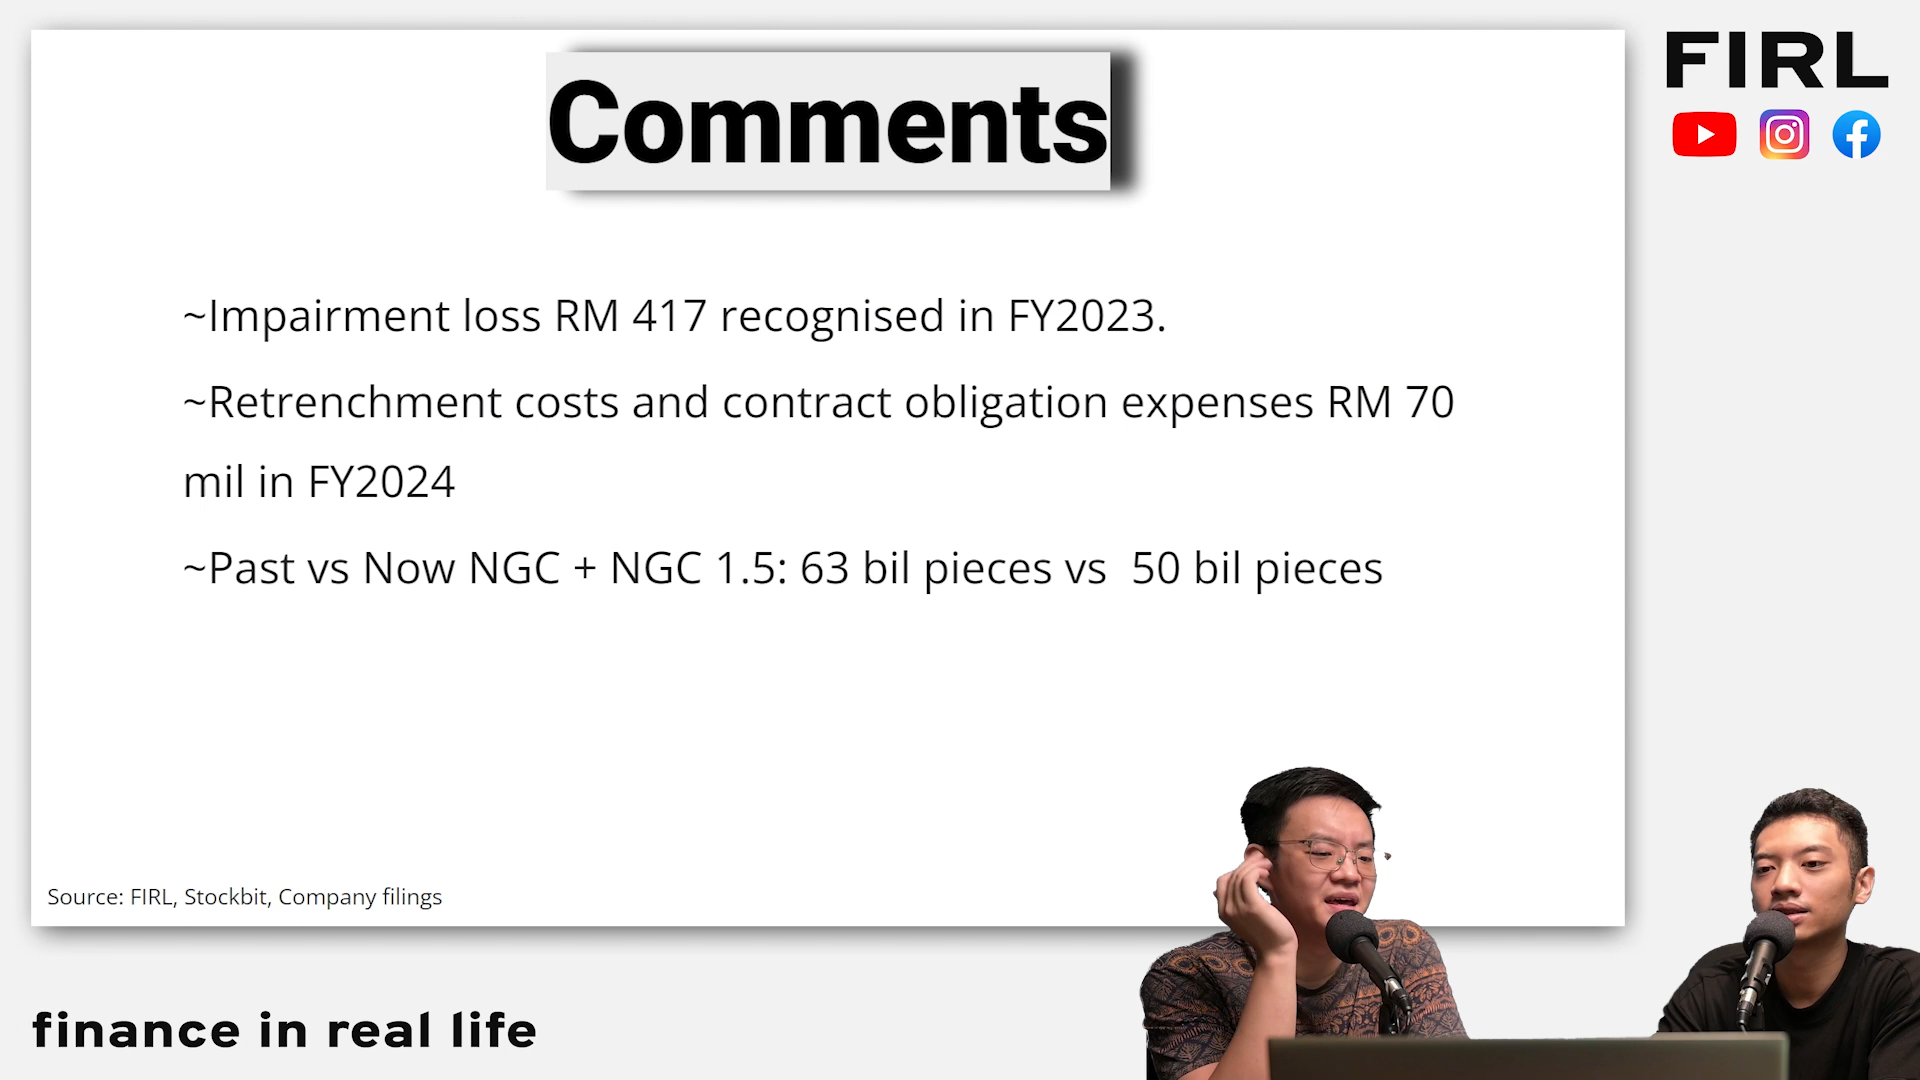 Comments
FIRL
~Impairment loss RM 417 recognised in FY2023.
~Retrenchment costs and contract obligation expenses RM 70
mil in FY2024
~Past vs Now NGC + NGC 1.5: 63 bil pieces vs  50 bil pieces
Source: FIRL, Stockbit, Company filings
finance in real life